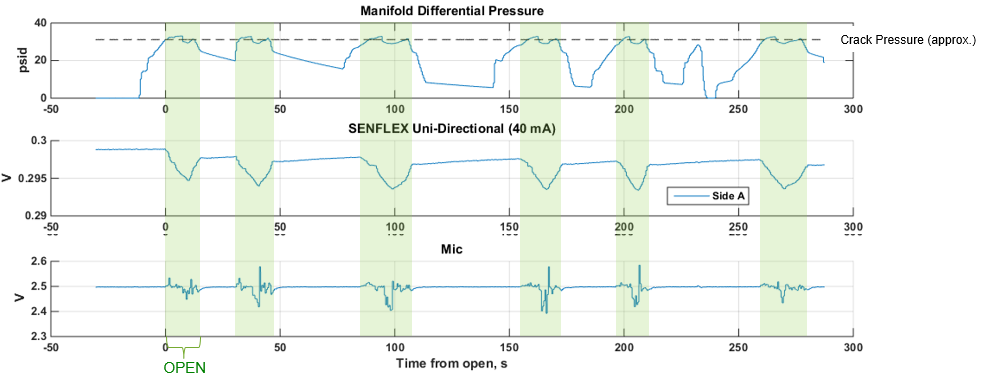 Manifold Differential Pressure
40
20
0
psid
Crack Pressure (approx.)
-50 0 50 100 150 200 250 300
SENFLEX Uni-Directional (40 mA)
0.3
0.295
0.29
V
Side A
-50 0 50 100 150 200 250 300
Mic
2.6
2.5
2.4
2.3
V
-50 0 50 100 150 200 250 300
Time from open, s
OPEN